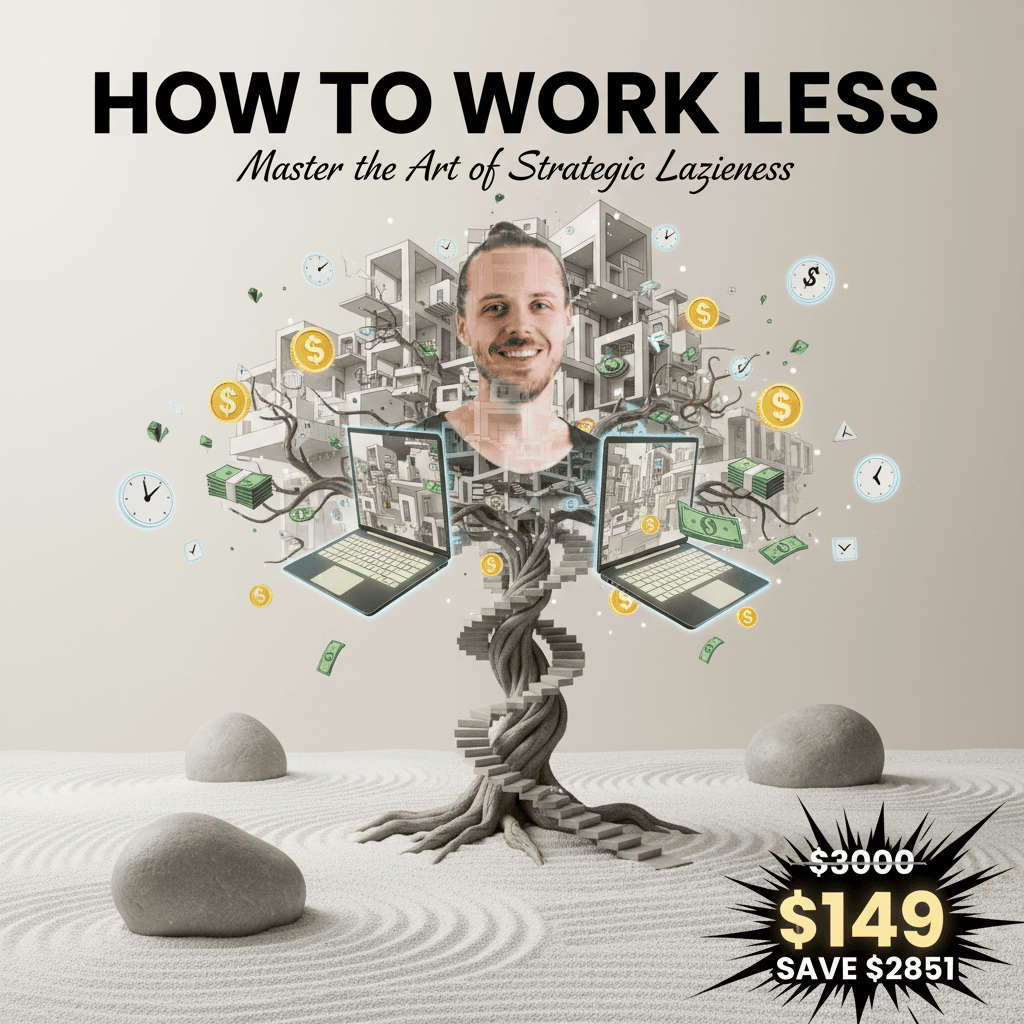 HOW TO WORK LESS
Master the Art of Strategic Lazieness
$3000
$149
SAVE $2851